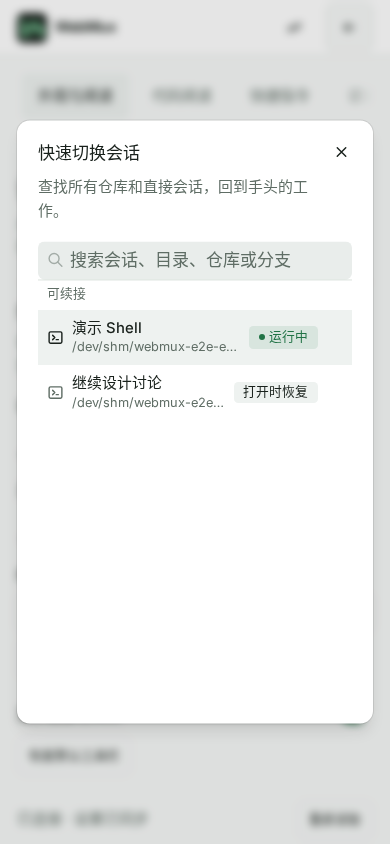 WebMux
快速切换会话
查找所有仓库和直接会话，回到手头的工
作。
搜索会话、目录、仓库或分支
可续接
演示 Shell
/dev/shm/webmux-e2e-e...
运行中
继续设计讨论
/dev/shm/webmux-e2e...
打开时恢复